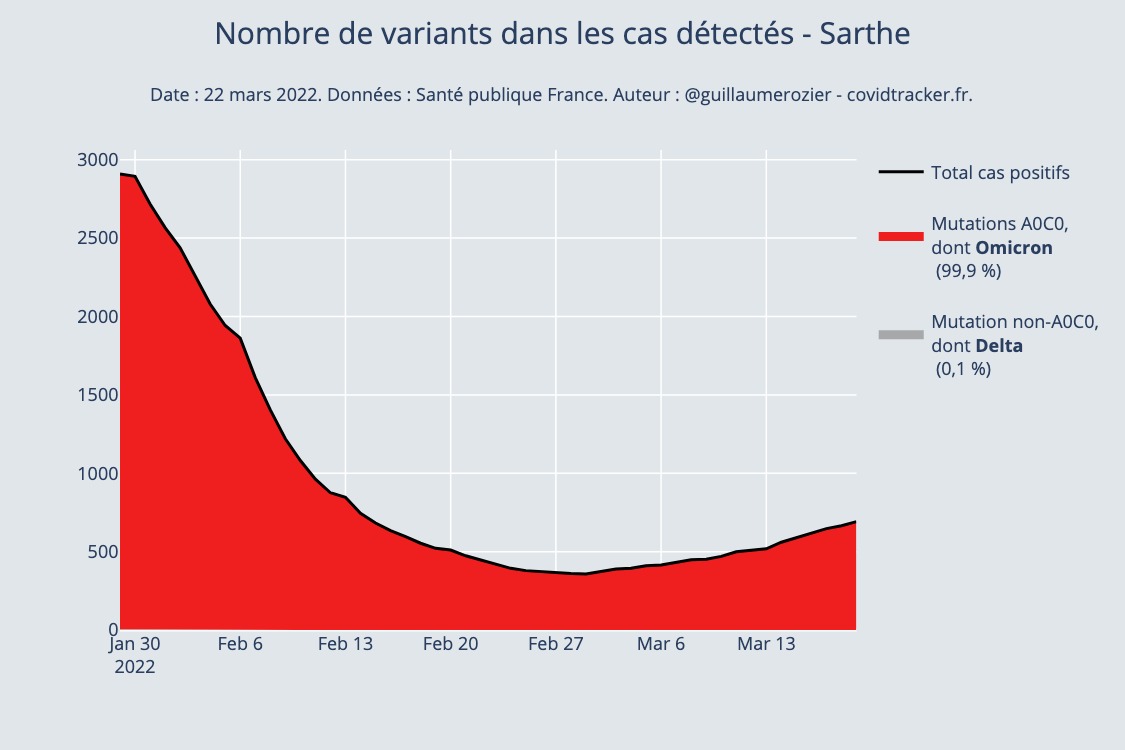 Nombre de variants dans les cas détectés - Sarthe
Date : 22 mars 2022. Données : Santé publique France. Auteur : @guillaumerozier - covidtracker.fr.
3000
2500
2000
1500
1000
500
0
Jan 30
2022
Feb 6
Feb 13
Feb 20
Feb 27
Mar 6
Mar 13
Total cas positifs
Mutations A0C0,
dont Omicron
(99,9 %)
Mutation non-A0C0,
dont Delta
(0,1 %)